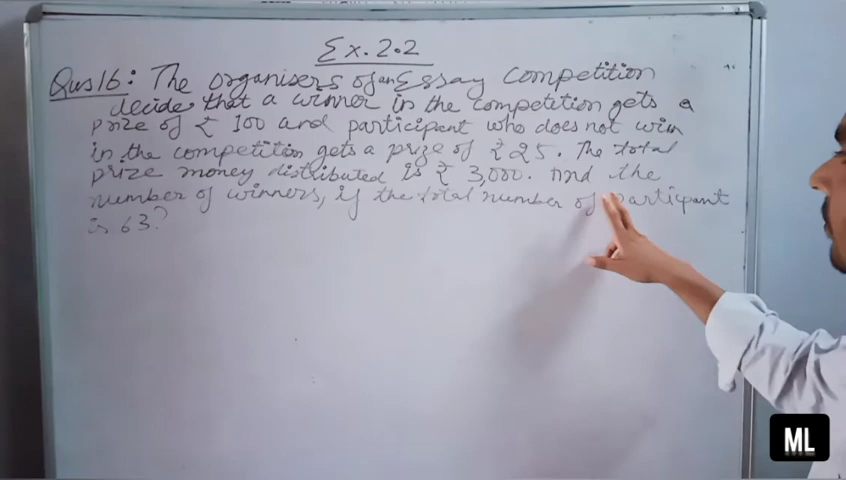 Ex. 2.2
Qus 16: The organisers of an Essay competition
decide that a winner in the competition gets a
prize of ₹ 100 and participant who does not win
in the competition gets a prize of ₹ 25. The total
prize money distributed is ₹ 3,000. Find the
number of winners, if the total number of participant
is 63?
ML